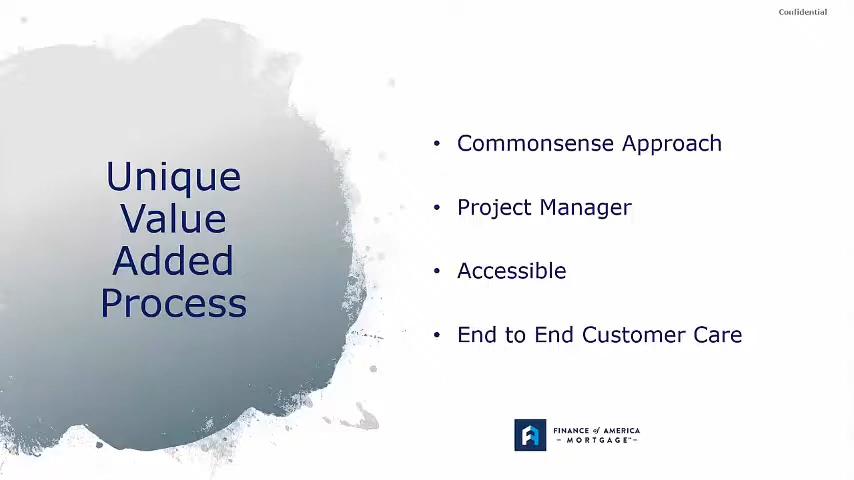 Confidential
Unique
Value
Added
Process
• Commonsense Approach
• Project Manager
• Accessible
• End to End Customer Care
FINANCE of AMERICA
- MORTGAGE -